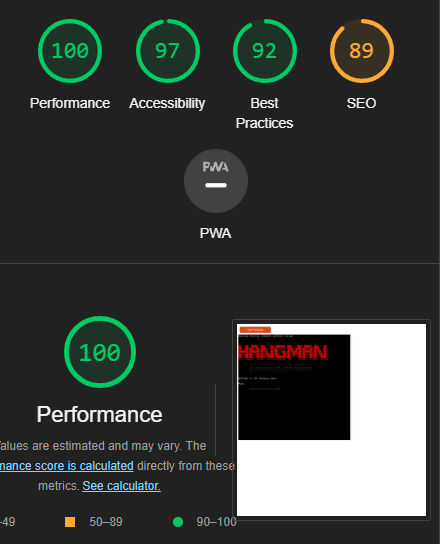 100 97 92 89
Performance Accessibility Best Practices SEO
PWA
PWA
100
Performance
alues are estimated and may vary. The
mance score is calculated directly from these
metrics. See calculator.
-49 50–89 90–100
HANGMAN